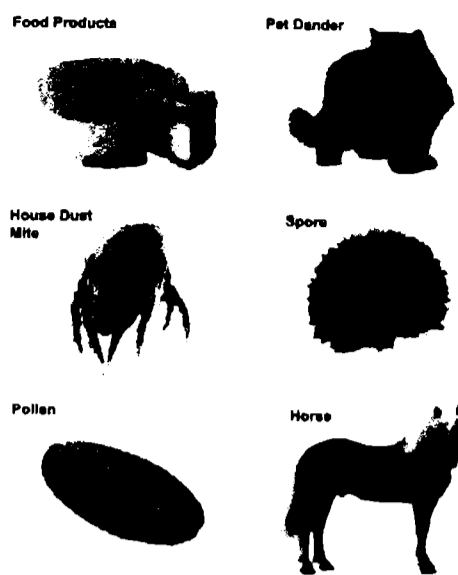 Food Products
Pet Dander
House Dust
Mite
Spore
Pollen
Horse